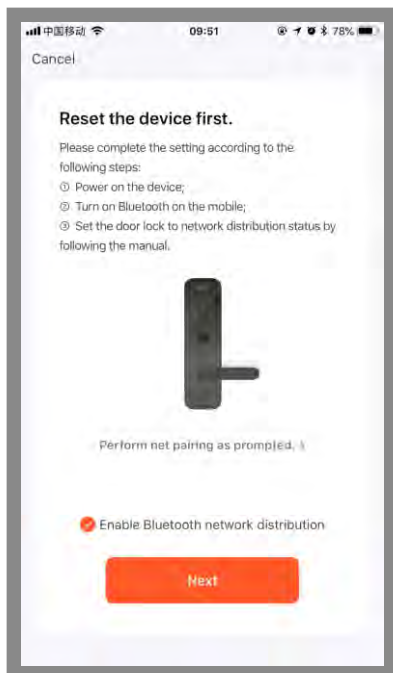 中国移动 09:51 78%
Cancel
Reset the device first.
Please complete the setting according to the
following steps:
① Power on the device;
② Turn on Bluetooth on the mobile;
③ Set the door lock to network distribution status by
following the manual.
Perform net pairing as prompted. ⟩
Enable Bluetooth network distribution
Next